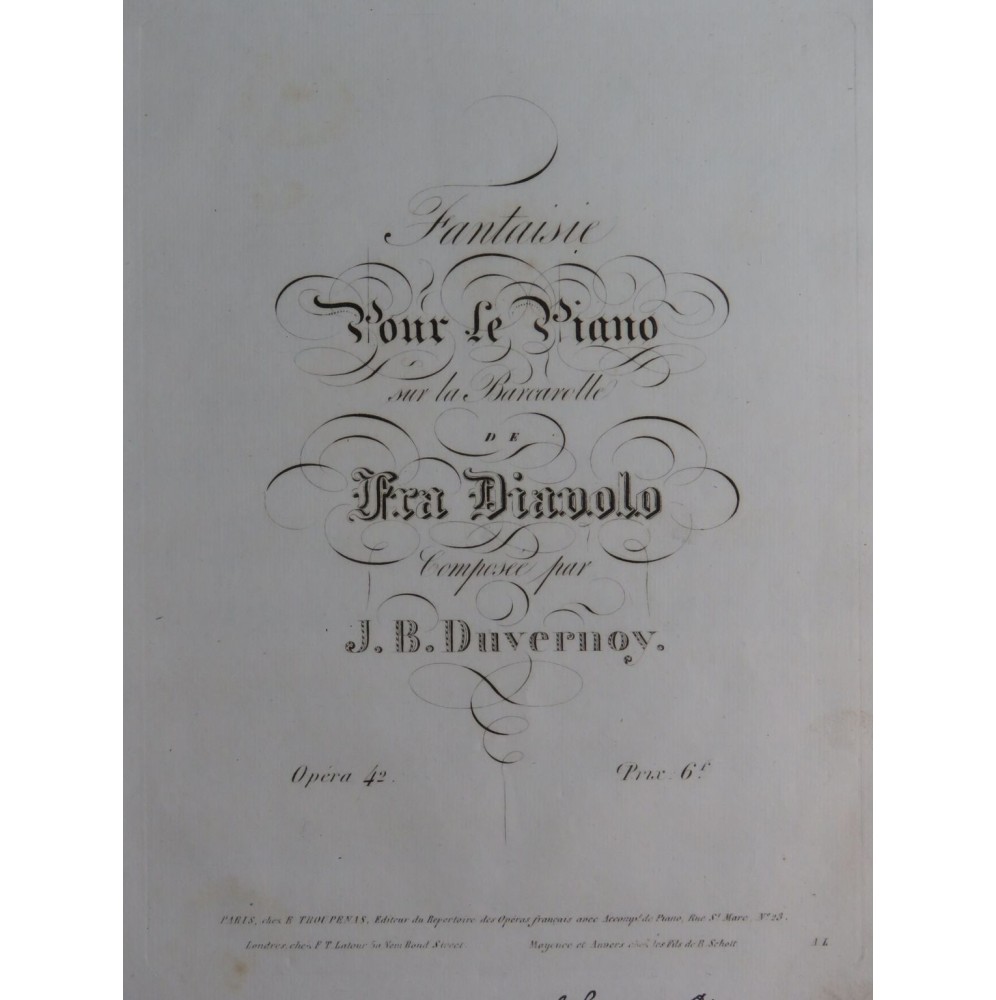 Fantaisie
Pour le Piano
sur la Barcarolle
DE
Fra Diavolo
Composée par
J. B. Duvernoy.
Opéra 42. Prix 6f
PARIS, chez E. TROUPENAS, Editeur du Repertoire des Opéras français avec Accompt. de Piano, Rue St. Marc, No. 23.
Londres, chez F. T. Latour 50 New Bond Street Mayence et Anvers chez les Fils de B. Schott